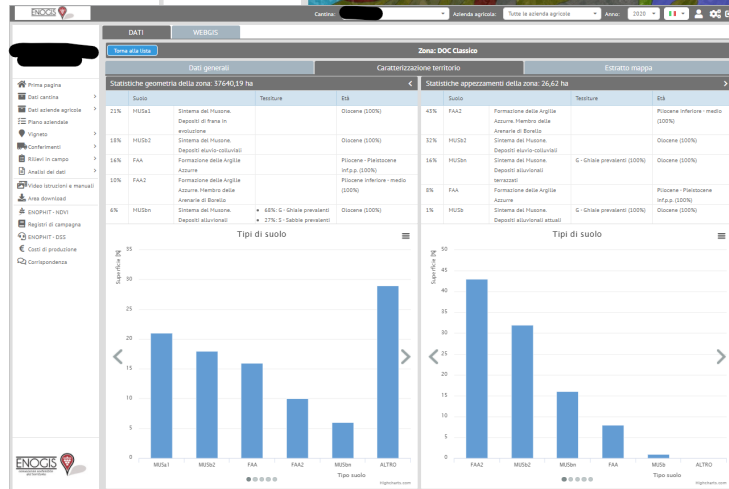 ENOGIS
Cantina:
Azienda agricola: Tutte le azienda agricole
Anno: 2020
DATI WEBGIS
Torna alla lista
Zona: DOC Classico
Dati generali Caratterizzazione territorio Estratto mappa
Prima pagina
Dati cantina
Dati aziende agricole
Piano aziendale
Vigneto
Conferimenti
Rilievi in campo
Analisi dei dati
Video istruzioni e manuali
Area download
ENOPHIT - NDVI
Registri di campagna
ENOPHIT - DSS
Costi di produzione
Corrispondenze
ENOGIS
Statistiche geometria della zona: 37640,19 ha
Suolo Tessiture Età
21% MUSa1 Sintema del Musone. Olocene (100%)
Depositi di frana in
evoluzione
18% MUSb2 Sintema del Musone. Olocene (100%)
Depositi eluvio-colluviali
16% FAA Formazione delle Argille Pliocene - Pleistocene
Azzurre inf.p.p. (100%)
10% FAA2 Formazione delle Argille Pliocene inferiore - medio
Azzurre. Membro delle (100%)
Arenarie di Borello
6% MUSbn Sintema del Musone. 68%: G - Ghiaie prevalenti Olocene (100%)
Depositi alluvionali 27%: S - Sabbie prevalenti
Tipi di suolo
Superficie [%]
35
30
25
20
15
10
5
0
MUSa1 MUSb2 FAA FAA2 MUSbn ALTRO
Tipo suolo
Highcharts.com
Statistiche appezzamenti della zona: 26,62 ha
Suolo Tessiture Età
43% FAA2 Formazione delle Argille Pliocene inferiore - medio
Azzurre. Membro delle (100%)
Arenarie di Borello
32% MUSb2 Sintema del Musone. Olocene (100%)
Depositi eluvio-colluviali
16% MUSbn Sintema del Musone. G - Ghiaie prevalenti (100%) Olocene (100%)
Depositi alluvionali
terrazzati
8% FAA Formazione delle Argille Pliocene - Pleistocene
Azzurre inf.p.p. (100%)
1% MUSb Sintema del Musone. G - Ghiaie prevalenti (100%) Olocene (100%)
Depositi alluvionali attuali
Tipi di suolo
Superficie [%]
50
45
40
35
30
25
20
15
10
5
0
FAA2 MUSb2 MUSbn FAA MUSb ALTRO
Tipo suolo
Highcharts.com